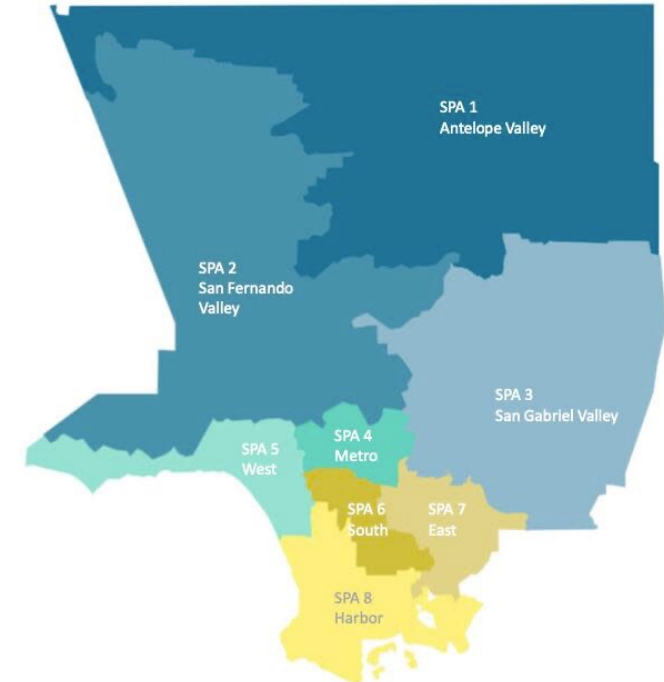 SPA 1
Antelope Valley
SPA 2
San Fernando
Valley
SPA 3
San Gabriel Valley
SPA 4
Metro
SPA 5
West
SPA 6
South
SPA 7
East
SPA 8
Harbor